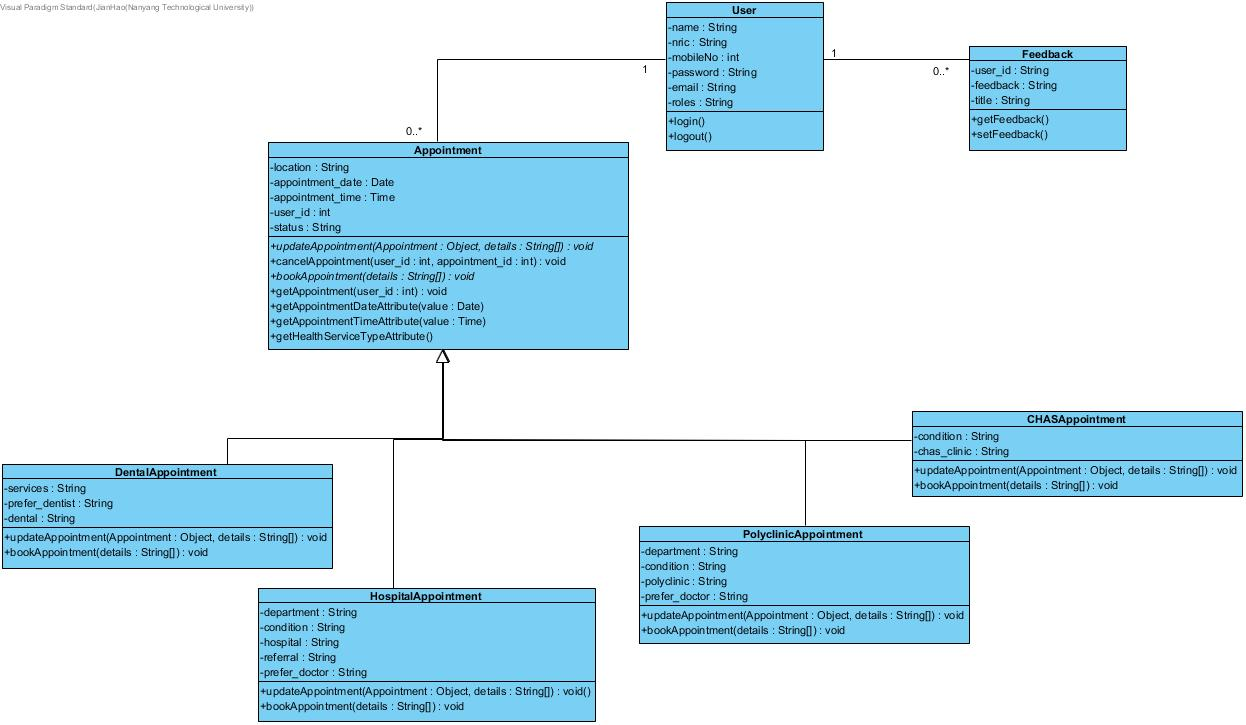 Visual Paradigm Standard(JianHao(Nanyang Technological University))
User
-name : String
-nric : String
-mobileNo : int
-password : String
-email : String
-roles : String
+login()
+logout()
1
0..*
1
0..*
Feedback
-user_id : String
-feedback : String
-title : String
+getFeedback()
+setFeedback()
Appointment
-location : String
-appointment_date : Date
-appointment_time : Time
-user_id : int
-status : String
+updateAppointment(Appointment : Object, details : String[]) : void
+cancelAppointment(user_id : int, appointment_id : int) : void
+bookAppointment(details : String[]) : void
+getAppointment(user_id : int) : void
+getAppointmentDateAttribute(value : Date)
+getAppointmentTimeAttribute(value : Time)
+getHealthServiceTypeAttribute()
CHASAppointment
-condition : String
-chas_clinic : String
+updateAppointment(Appointment : Object, details : String[]) : void
+bookAppointment(details : String[]) : void
DentalAppointment
-services : String
-prefer_dentist : String
-dental : String
+updateAppointment(Appointment : Object, details : String[]) : void
+bookAppointment(details : String[]) : void
PolyclinicAppointment
-department : String
-condition : String
-polyclinic : String
-prefer_doctor : String
+updateAppointment(Appointment : Object, details : String[]) : void
+bookAppointment(details : String[]) : void
HospitalAppointment
-department : String
-condition : String
-hospital : String
-referral : String
-prefer_doctor : String
+updateAppointment(Appointment : Object, details : String[]) : void()
+bookAppointment(details : String[]) : void